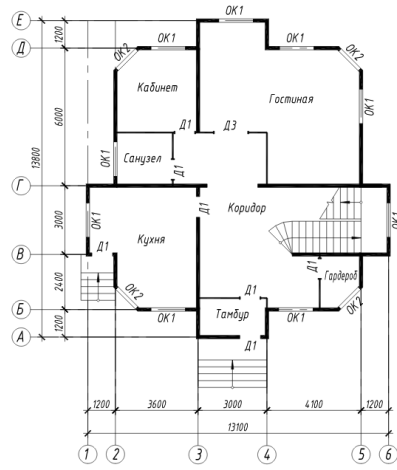 Е
ОК1
Д
ОК2
ОК1
ОК1
ОК2
1200
Кабинет
Гостиная
ОК1
6000
Д1
Д3
Санузел
ОК1
Д1
13800
Г
ОК1
Д1
Коридор
3000
Кухня
ОК1
Д1
В
Д1
Гардероб
2400
ОК2
Д1
ОК2
Б
ОК1
Тамбур
ОК1
1200
А
Д1
1200
3600
3000
4100
1200
13100
1
2
3
4
5
6